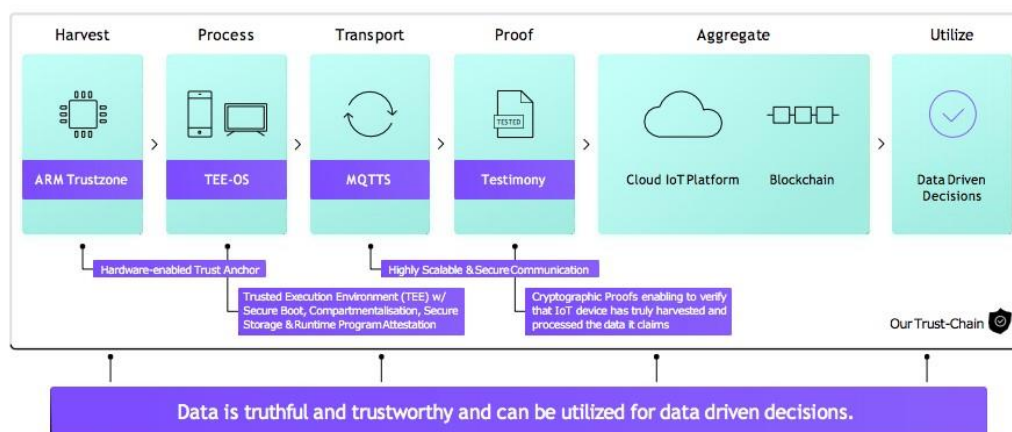 Harvest
Process
Transport
Proof
Aggregate
Utilize
TESTED
ARM Trustzone
TEE-OS
MQTTS
Testimony
Cloud IoT Platform
Blockchain
Data Driven
Decisions
Hardware-enabled Trust Anchor
Highly Scalable & Secure Communication
Trusted Execution Environment (TEE) w/
Secure Boot, Compartmentalisation, Secure
Storage & Runtime Program Attestation
Cryptographic Proofs enabling to verify
that IoT device has truly harvested and
processed the data it claims
Our Trust-Chain
Data is truthful and trustworthy and can be utilized for data driven decisions.